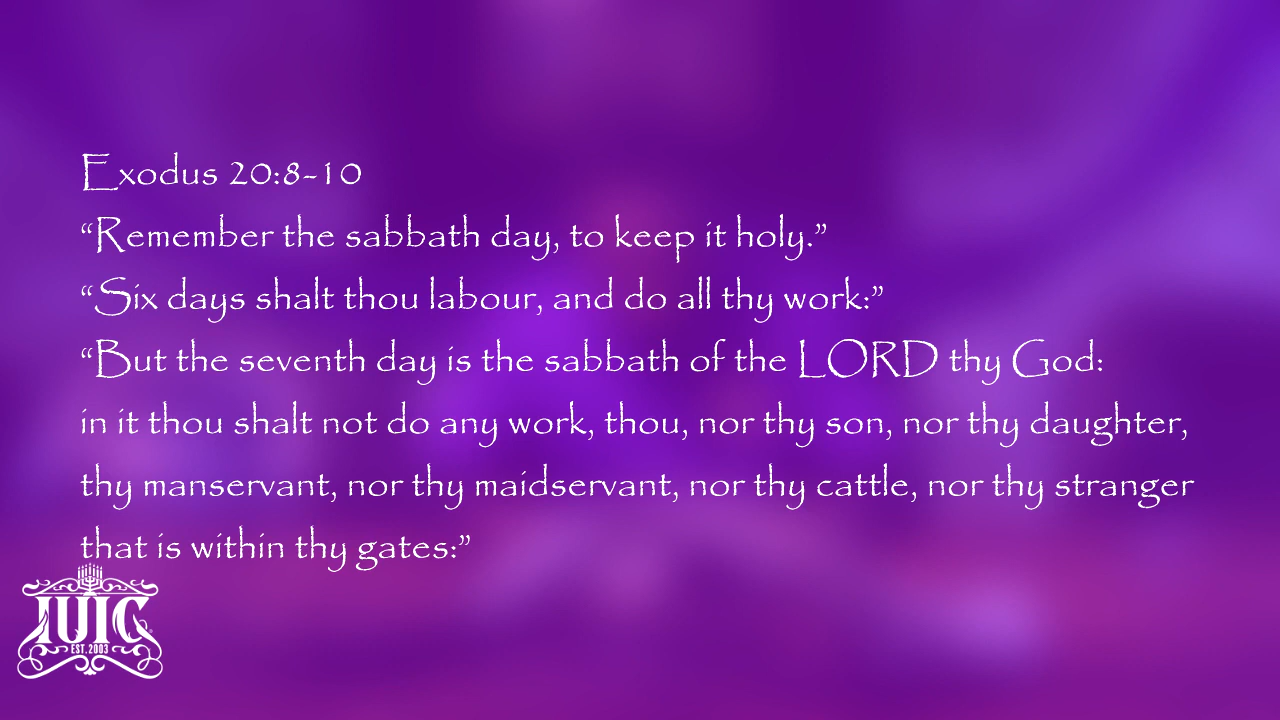 Exodus 20:8-10
“Remember the sabbath day, to keep it holy.”
“Six days shalt thou labour, and do all thy work:”
“But the seventh day is the sabbath of the LORD thy God:
in it thou shalt not do any work, thou, nor thy son, nor thy daughter,
thy manservant, nor thy maidservant, nor thy cattle, nor thy stranger
that is within thy gates:”
IUIC
EST. 2003